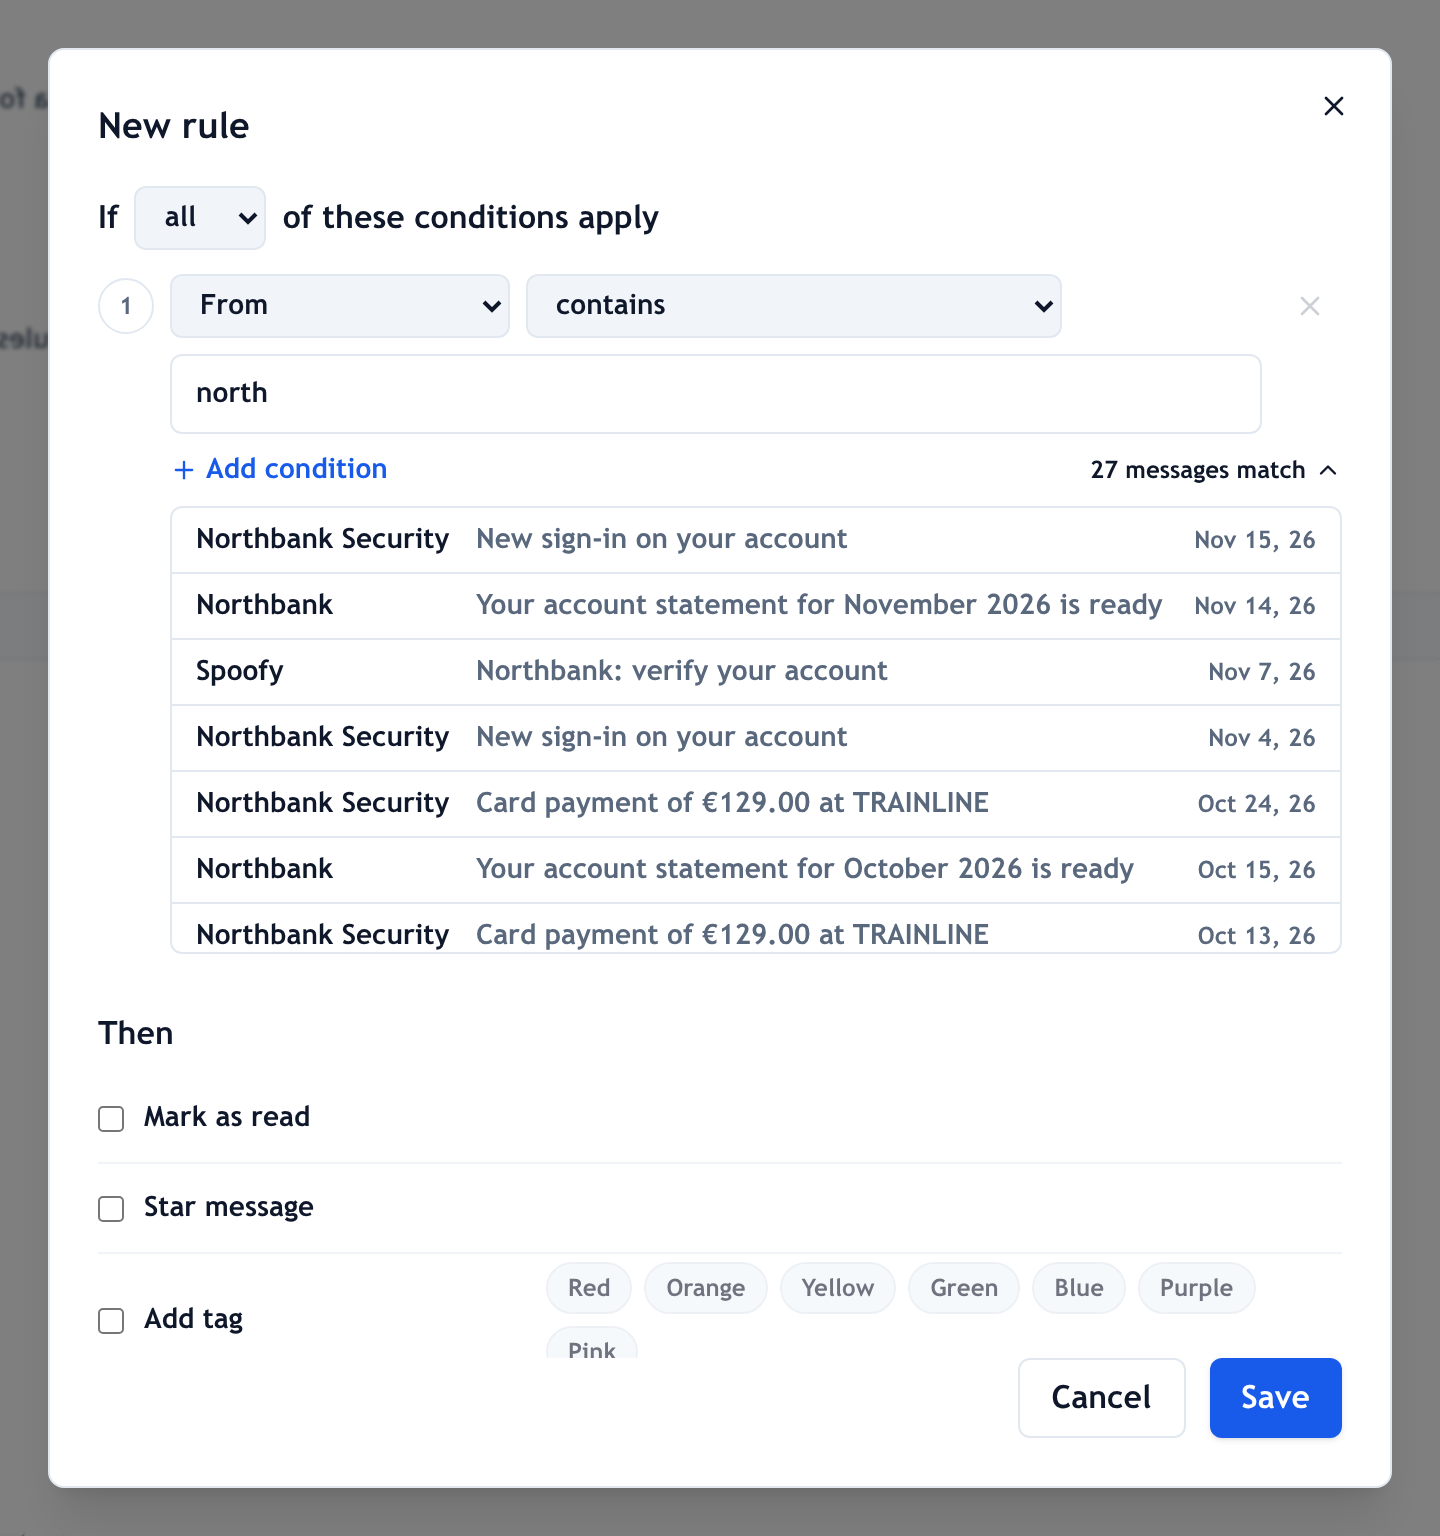 New rule
If all of these conditions apply
1 From contains
north
Add condition 27 messages match
Northbank Security New sign-in on your account Nov 15, 26
Northbank Your account statement for November 2026 is ready Nov 14, 26
Spoofy Northbank: verify your account Nov 7, 26
Northbank Security New sign-in on your account Nov 4, 26
Northbank Security Card payment of €129.00 at TRAINLINE Oct 24, 26
Northbank Your account statement for October 2026 is ready Oct 15, 26
Northbank Security Card payment of €129.00 at TRAINLINE Oct 13, 26
Then
Mark as read
Star message
Add tag Red Orange Yellow Green Blue Purple
Pink
Cancel Save